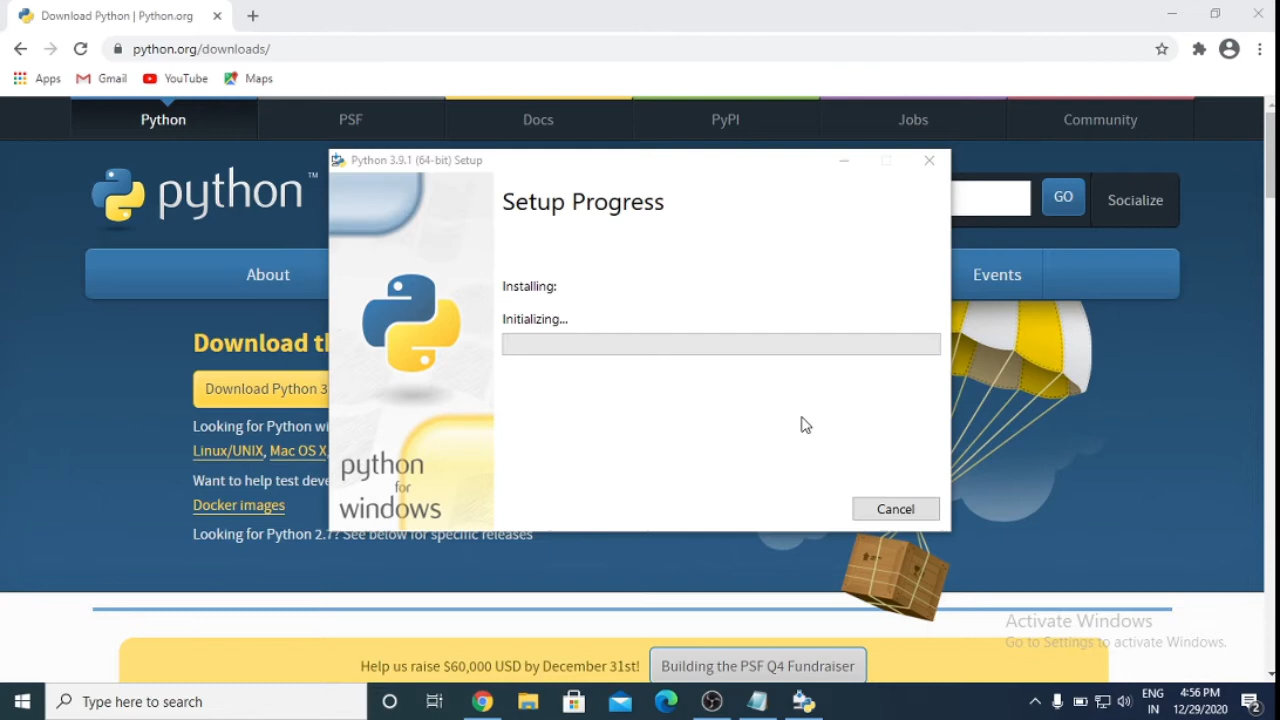 Download Python | Python.org
python.org/downloads/
Apps Gmail YouTube Maps
Python PSF Docs PyPI Jobs Community
Python 3.9.1 (64-bit) Setup
python™
GO
Socialize
Setup Progress
About
Events
Installing:
Initializing...
Download th
Download Python 3
Looking for Python wi
Linux/UNIX, Mac OS X,
Want to help test deve
Docker images
Looking for Python 2.7? See below for specific releases
python
for
windows
Cancel
Activate Windows
Go to Settings to activate Windows.
Help us raise $60,000 USD by December 31st!
Building the PSF Q4 Fundraiser
Type here to search
ENG
IN
4:56 PM
12/29/2020
2